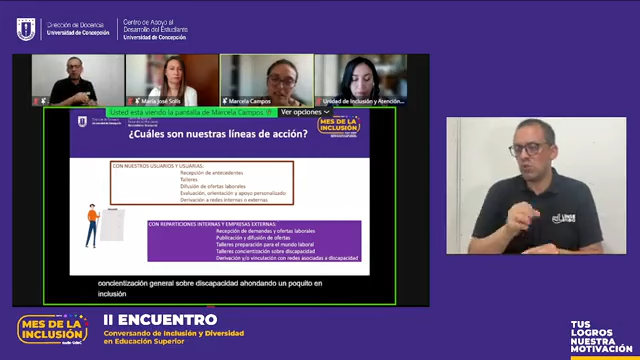 Dirección de Docencia
Universidad de Concepción
Centro de Apoyo al
Desarrollo del Estudiante
Universidad de Concepción
María José Solís
Marcela Campos
Unidad de Inclusión y Atención...
Usted está viendo la pantalla de Marcela Campos
Ver opciones
¿Cuáles son nuestras líneas de acción?
MES DE LA
INCLUSIÓN
CON NUESTROS USUARIOS Y USUARIAS:
Recepción de antecedentes
Talleres
Difusión de ofertas laborales
Evaluación, orientación y apoyo personalizado
Derivación a redes internas o externas
CON REPARTICIONES INTERNAS Y EMPRESAS EXTERNAS:
Recepción de demandas y ofertas laborales
Publicación y difusión de ofertas
Talleres preparación para el mundo laboral
Talleres concientización sobre discapacidad
Derivación y/o vinculación con redes asociadas a discapacidad
concientización general sobre discapacidad ahondando un poquito en
inclusión
MES DE LA
INCLUSIÓN
II ENCUENTRO
Conversando de Inclusión y Diversidad
en Educación Superior
TUS
LOGROS
NUESTRA
MOTIVACIÓN